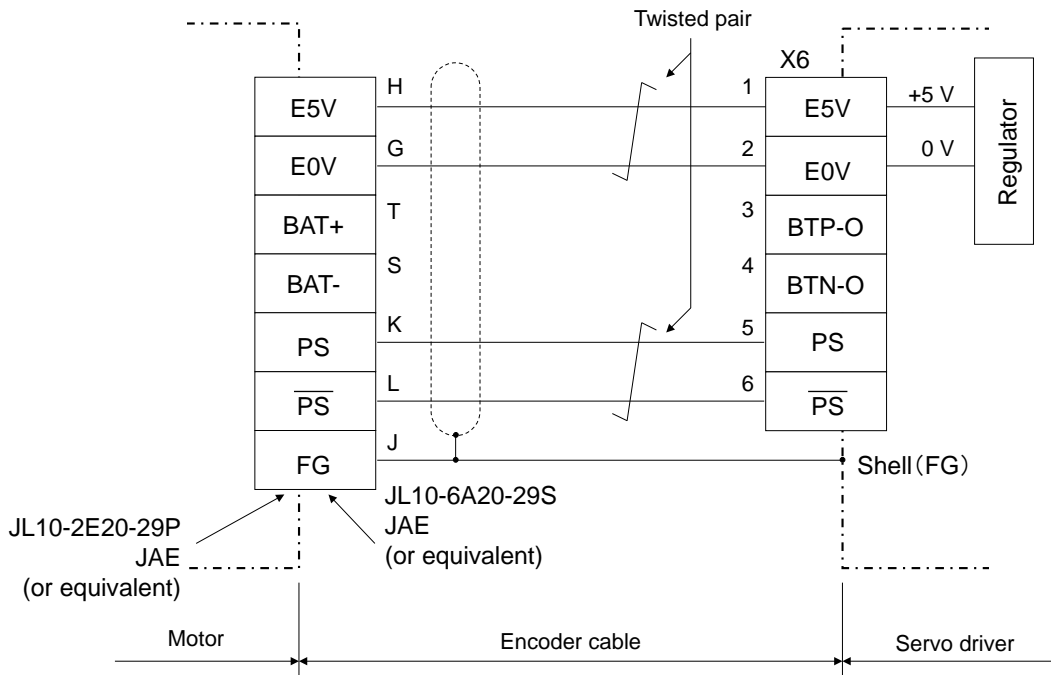 Twisted pair
X6
H
1
E5V
E5V
+5 V
G
2
E0V
E0V
0 V
Regulator
T
3
BAT+
BTP-O
S
4
BAT-
BTN-O
K
5
PS
PS
L
6
P̅S̅
P̅S̅
J
FG
Shell(FG)
JL10-6A20-29S
JAE
(or equivalent)
JL10-2E20-29P
JAE
(or equivalent)
Motor
Encoder cable
Servo driver